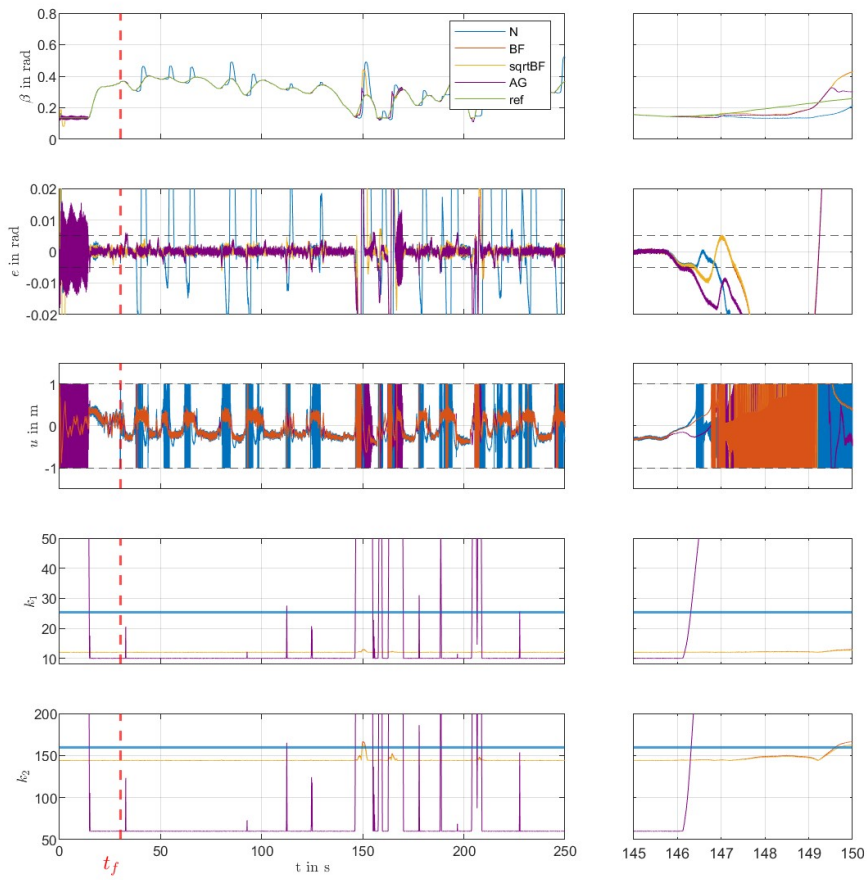 0.8
0.6
0.4
0.2
0
β in rad
N
BF
sqrtBF
AG
ref
0.02
0.01
0
-0.01
-0.02
e in rad
1
0
-1
u in m
50
40
30
20
10
k₁
200
150
100
50
k₂
0 50 100 150 200 250
t_f
t in s
145 146 147 148 149 150